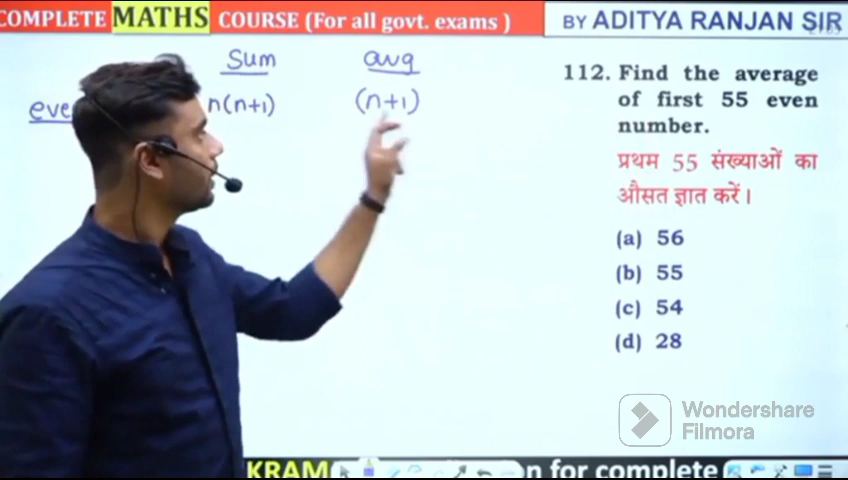 COMPLETE MATHS COURSE (For all govt. exams )
BY ADITYA RANJAN SIR
Sum avg
even n(n+1) (n+1)
112. Find the average
of first 55 even
number.
प्रथम 55 संख्याओं का
औसत ज्ञात करें।
(a) 56
(b) 55
(c) 54
(d) 28
Wondershare
Filmora
KRAM
n for complete